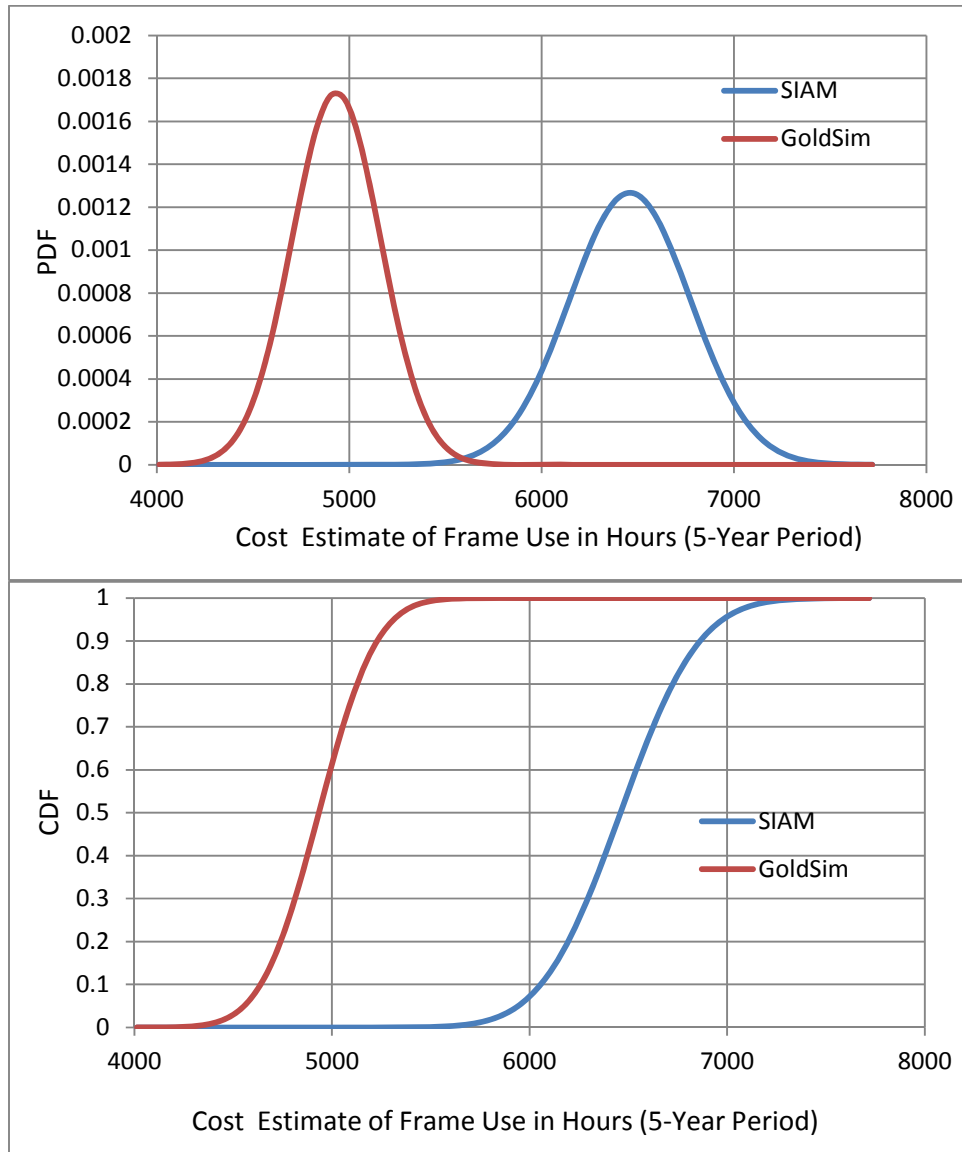 0.002
0.0018
0.0016
0.0014
0.0012
0.001
0.0008
0.0006
0.0004
0.0002
0
PDF
SIAM
GoldSim
4000 5000 6000 7000 8000
Cost Estimate of Frame Use in Hours (5-Year Period)
1
0.9
0.8
0.7
0.6
0.5
0.4
0.3
0.2
0.1
0
CDF
SIAM
GoldSim
4000 5000 6000 7000 8000
Cost Estimate of Frame Use in Hours (5-Year Period)